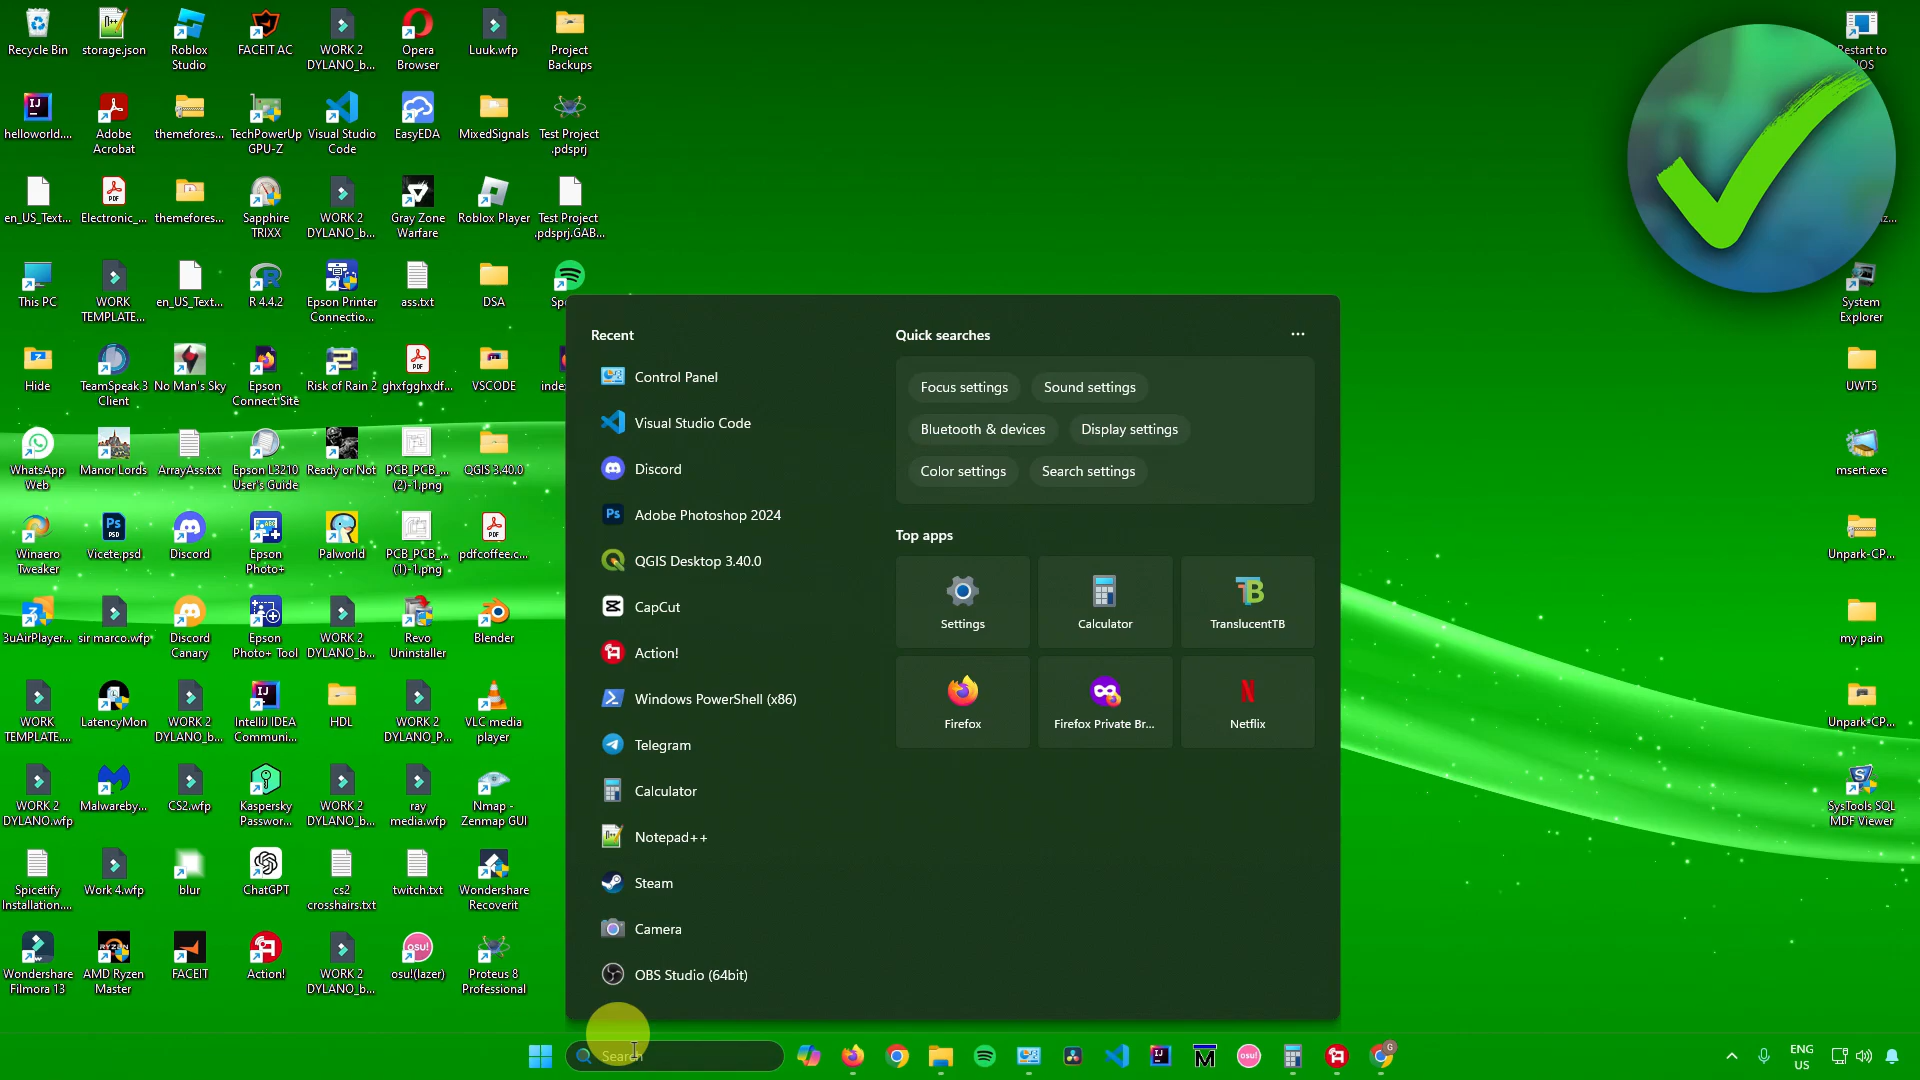 Recycle Bin
storage.json
Roblox
Studio
FACEIT AC
WORK 2
DYLANO_b...
Opera
Browser
Luuk.wfp
Project
Backups
Restart to
helloworld....
Adobe
Acrobat
themefores...
TechPowerUp
GPU-Z
Visual Studio
Code
EasyEDA
MixedSignals
Test Project
.pdsprj
en_US_Text...
Electronic_...
themefores...
Sapphire
TRIXX
WORK 2
DYLANO_b...
Gray Zone
Warfare
Roblox Player
Test Project
.pdsprj.GAB...
This PC
WORK
TEMPLATE...
en_US_Text...
R 4.4.2
Epson Printer
Connectio...
ass.txt
DSA
System
Explorer
Hide
TeamSpeak 3
Client
No Man's Sky
Epson
Connect Site
Risk of Rain 2
ghxfgghxdf...
VSCODE
UWT5
WhatsApp
Web
Manor Lords
ArrayAss.txt
Epson L3210
User's Guide
Ready or Not
PCB_PCB_...
(2)-1.png
QGIS 3.40.0
msert.exe
Winaero
Tweaker
Vicete.psd
Discord
Epson
Photo+
Palworld
PCB_PCB_...
(1)-1.png
pdfcoffee.c...
Unpark-CP...
3uAirPlayer...
sir marco.wfp
Discord
Canary
Epson
Photo+ Tool
WORK 2
DYLANO_b...
Revo
Uninstaller
Blender
my pain
WORK
TEMPLATE....
LatencyMon
WORK 2
DYLANO_b...
IntelliJ IDEA
Communi...
HDL
WORK 2
DYLANO_P...
VLC media
player
Unpark-CP...
WORK 2
DYLANO.wfp
Malwareby...
CS2.wfp
Kaspersky
Passwor...
WORK 2
DYLANO_b...
ray
media.wfp
Nmap -
Zenmap GUI
SysTools SQL
MDF Viewer
Spicetify
Installation....
Work 4.wfp
blur
ChatGPT
cs2
crosshairs.txt
twitch.txt
Wondershare
Recoverit
Wondershare
Filmora 13
AMD Ryzen
Master
FACEIT
Action!
WORK 2
DYLANO_b...
osu!(lazer)
Proteus 8
Professional
Recent
Control Panel
Visual Studio Code
Discord
Adobe Photoshop 2024
QGIS Desktop 3.40.0
CapCut
Action!
Windows PowerShell (x86)
Telegram
Calculator
Notepad++
Steam
Camera
OBS Studio (64bit)
Quick searches
Focus settings
Sound settings
Bluetooth & devices
Display settings
Color settings
Search settings
Top apps
Settings
Calculator
TranslucentTB
Firefox
Firefox Private Br...
Netflix
Search
ENG
US